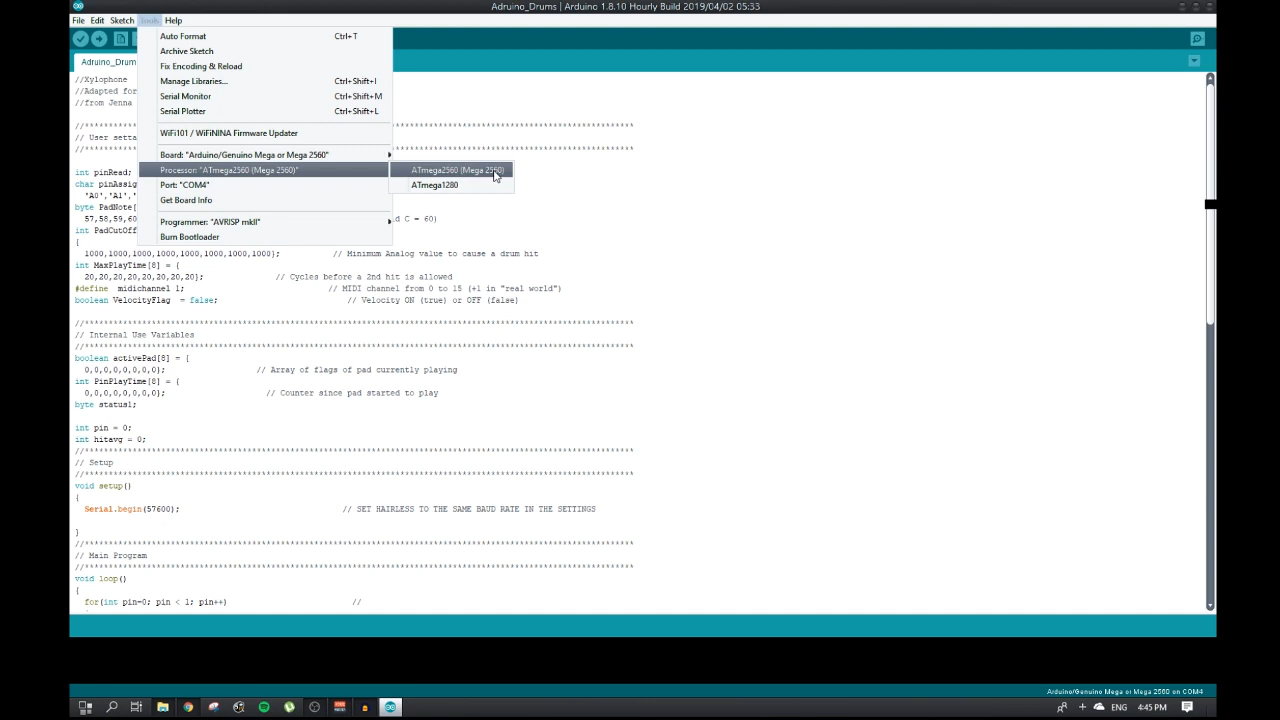 Adruino_Drums | Arduino 1.8.10 Hourly Build 2019/04/02 05:33
File Edit Sketch Tools Help
Auto Format Ctrl+T
Archive Sketch
Fix Encoding & Reload
Manage Libraries... Ctrl+Shift+I
Serial Monitor Ctrl+Shift+M
Serial Plotter Ctrl+Shift+L
WiFi101 / WiFiNINA Firmware Updater
Board: "Arduino/Genuino Mega or Mega 2560"
Processor: "ATmega2560 (Mega 2560)"
Port: "COM4"
Get Board Info
Programmer: "AVRISP mkII"
Burn Bootloader
ATmega2560 (Mega 2560)
ATmega1280
Adruino_Drum
//Xylophone
//Adapted for
//from Jenna
//************************************************************
// User setta
//************************************************************
int pinRead;
char pinAssig
'A0','A1','
byte PadNote[
57,58,59,60 d C = 60)
int PadCutOff
{
1000,1000,1000,1000,1000,1000,1000,1000}; // Minimum Analog value to cause a drum hit
int MaxPlayTime[8] = {
20,20,20,20,20,20,20}; // Cycles before a 2nd hit is allowed
#define midichannel 1; // MIDI channel from 0 to 15 (+1 in "real world")
boolean VelocityFlag = false; // Velocity ON (true) or OFF (false)
//************************************************************
// Internal Use Variables
//************************************************************
boolean activePad[8] = {
0,0,0,0,0,0,0,0}; // Array of flags of pad currently playing
int PinPlayTime[8] = {
0,0,0,0,0,0,0,0}; // Counter since pad started to play
byte status1;
int pin = 0;
int hitavg = 0;
//************************************************************
// Setup
//************************************************************
void setup()
{
Serial.begin(57600); // SET HAIRLESS TO THE SAME BAUD RATE IN THE SETTINGS
}
//************************************************************
// Main Program
//************************************************************
void loop()
{
for(int pin=0; pin < 1; pin++) //
Arduino/Genuino Mega or Mega 2560 on COM4
ENG 4:45 PM